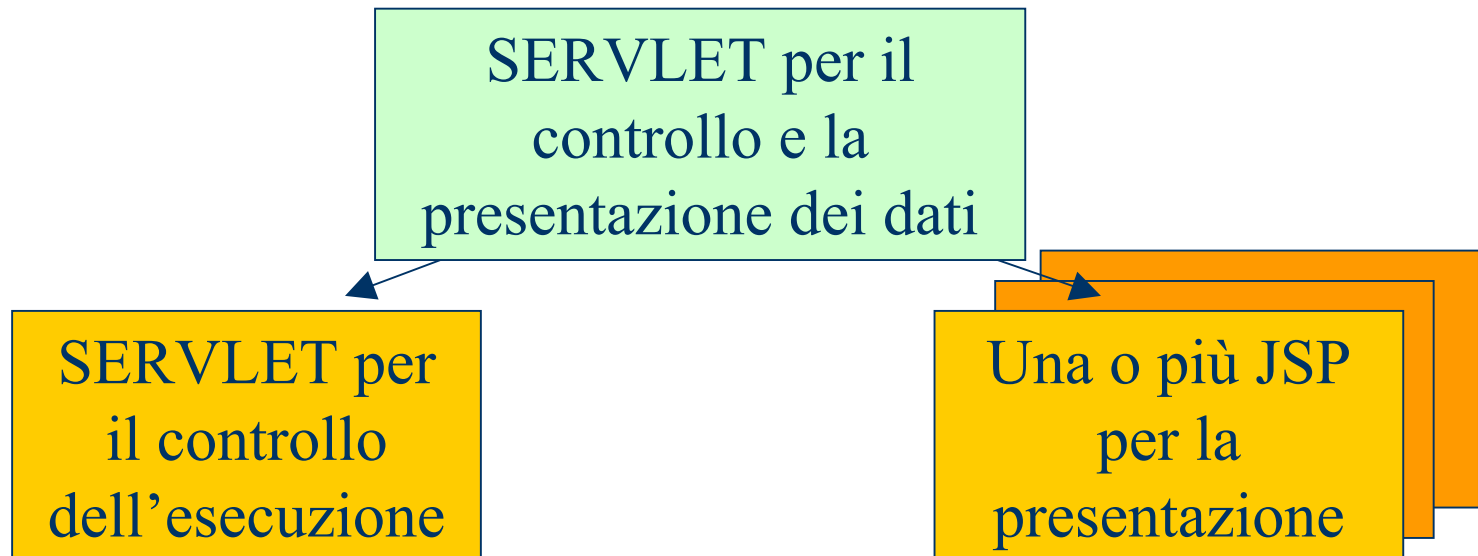 SERVLET per il
controllo e la
presentazione dei dati
SERVLET per
il controllo
dell’esecuzione
Una o più JSP
per la
presentazione